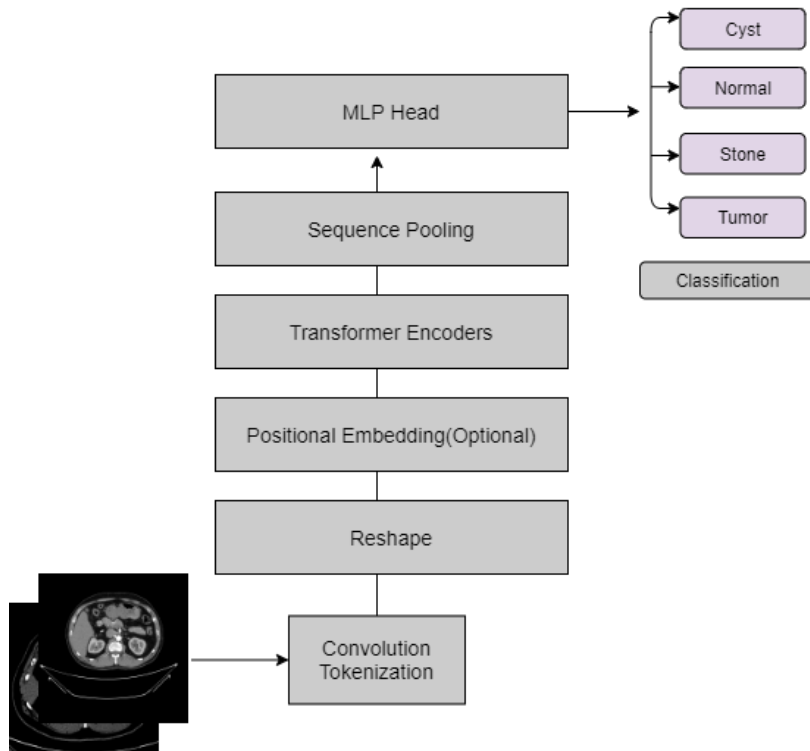 Cyst
MLP Head
Normal
Stone
Sequence Pooling
Tumor
Classification
Transformer Encoders
Positional Embedding(Optional)
Reshape
Convolution
Tokenization